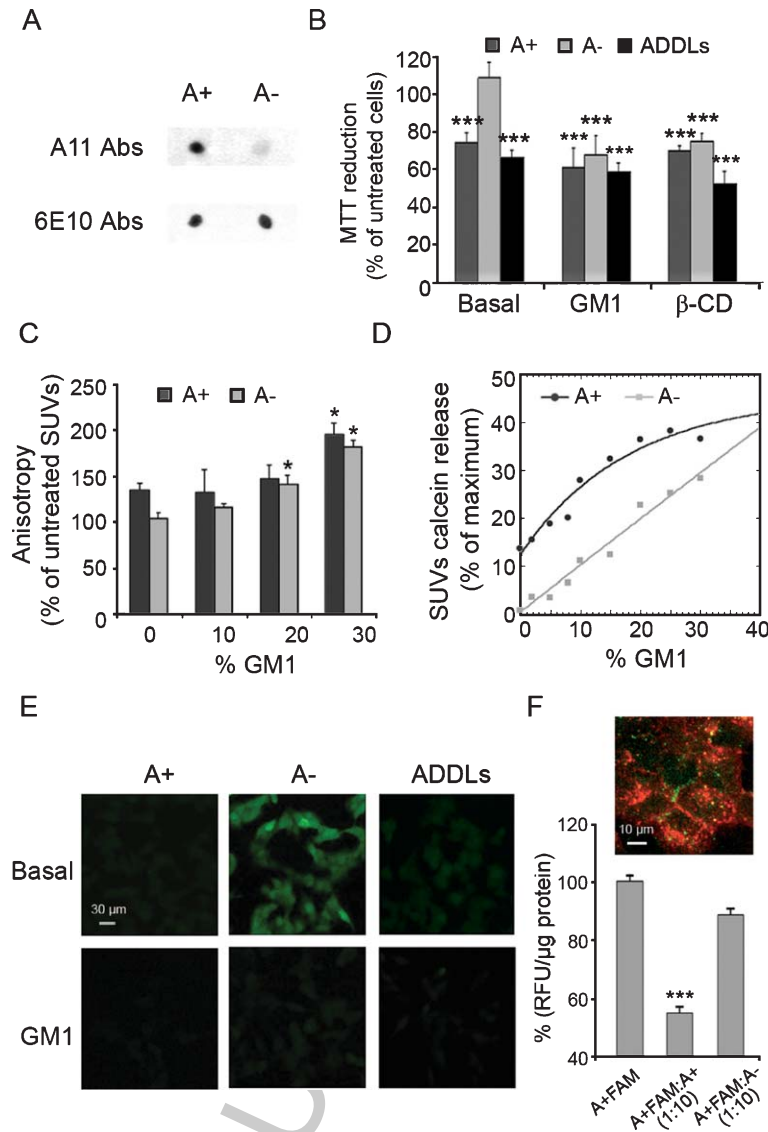 A
A+ A-
A11 Abs
6E10 Abs
B
A+ A- ADDLs
MTT reduction
(% of untreated cells)
120
100
80
60
40
20
0
*** ***
*** *** ***
*** *** ***
Basal GM1 β-CD
C
A+ A-
Anisotropy
(% of untreated SUVs)
250
200
150
100
50
0
*
* *
0 10 20 30
% GM1
D
A+ A-
SUVs calcein release
(% of maximum)
50
40
30
20
10
0
0 10 20 30 40
% GM1
E
A+ A- ADDLs
Basal
30 µm
GM1
F
10 µm
% (RFU/µg protein)
120
100
80
60
40
***
A+FAM
A+FAM:A+
(1:10)
A+FAM:A-
(1:10)
U